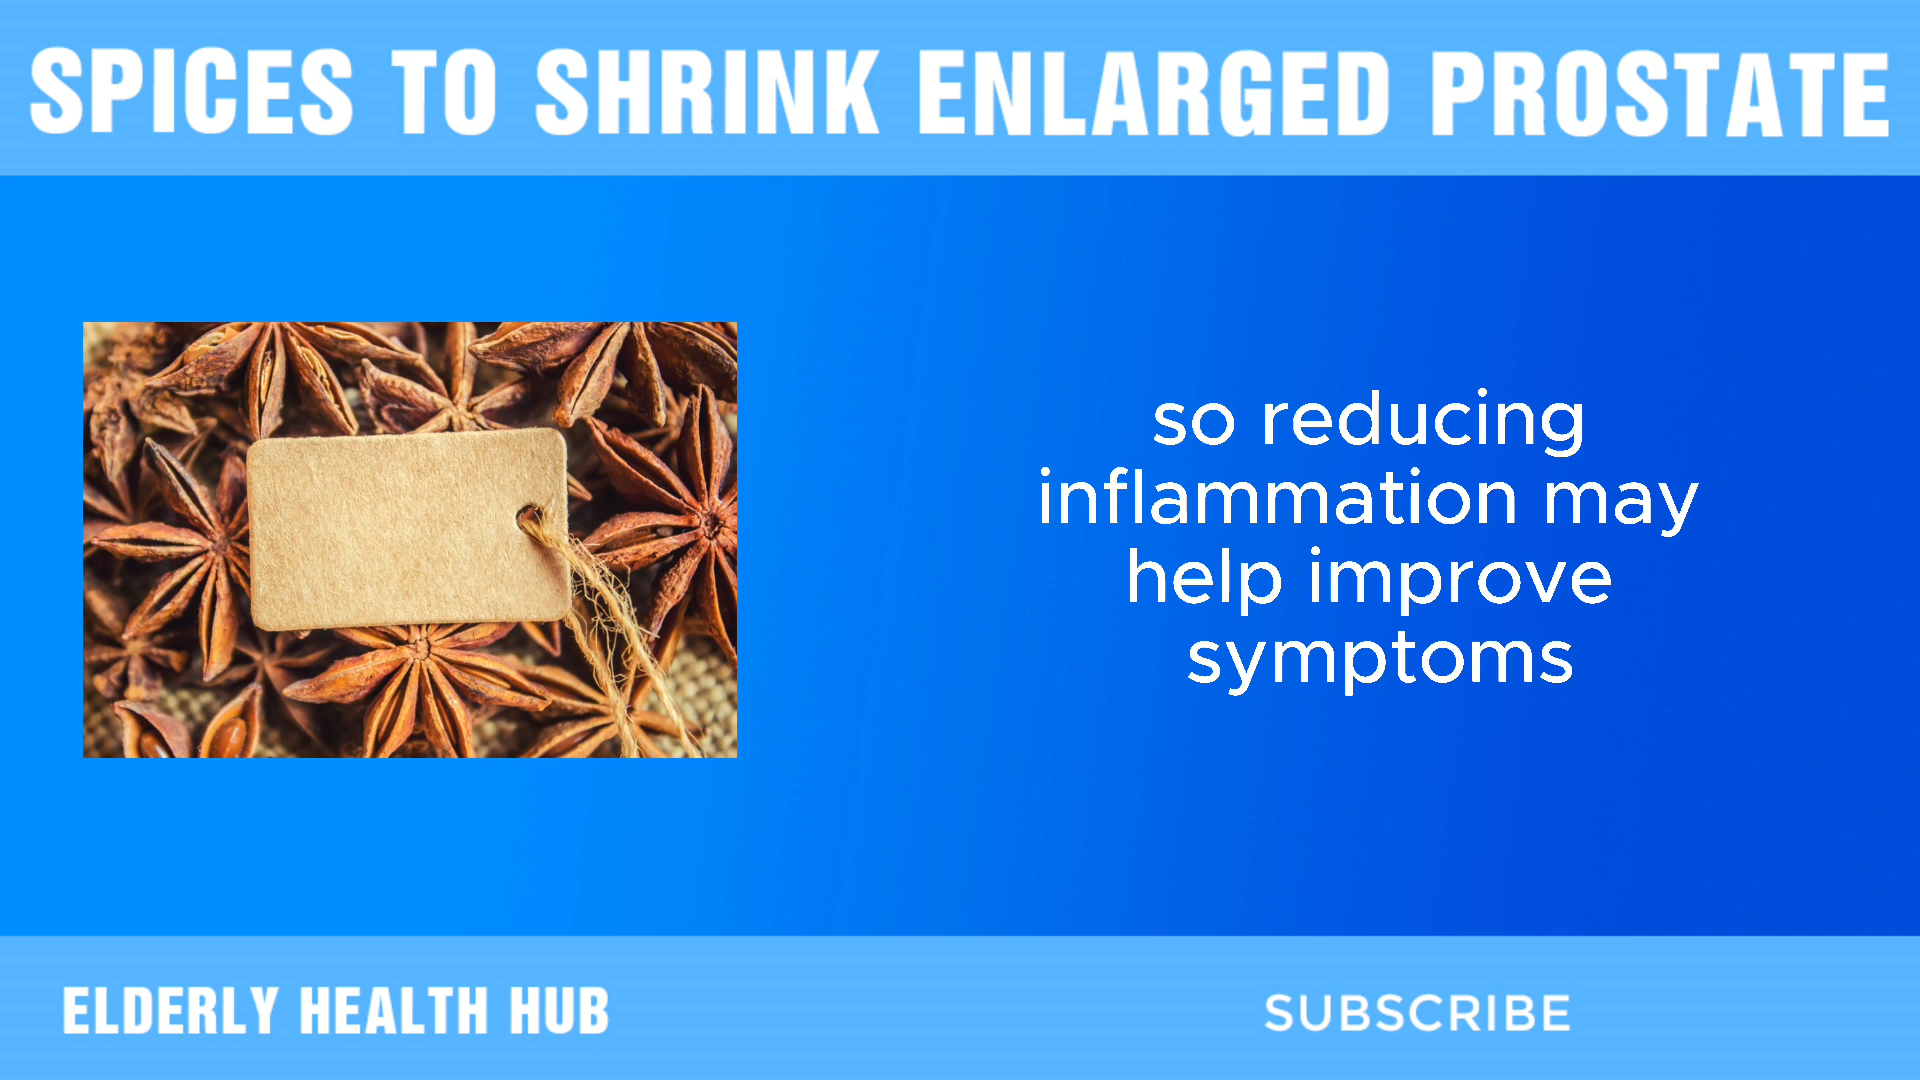 SPICES TO SHRINK ENLARGED PROSTATE
so reducing
inflammation may
help improve
symptoms
ELDERLY HEALTH HUB
SUBSCRIBE